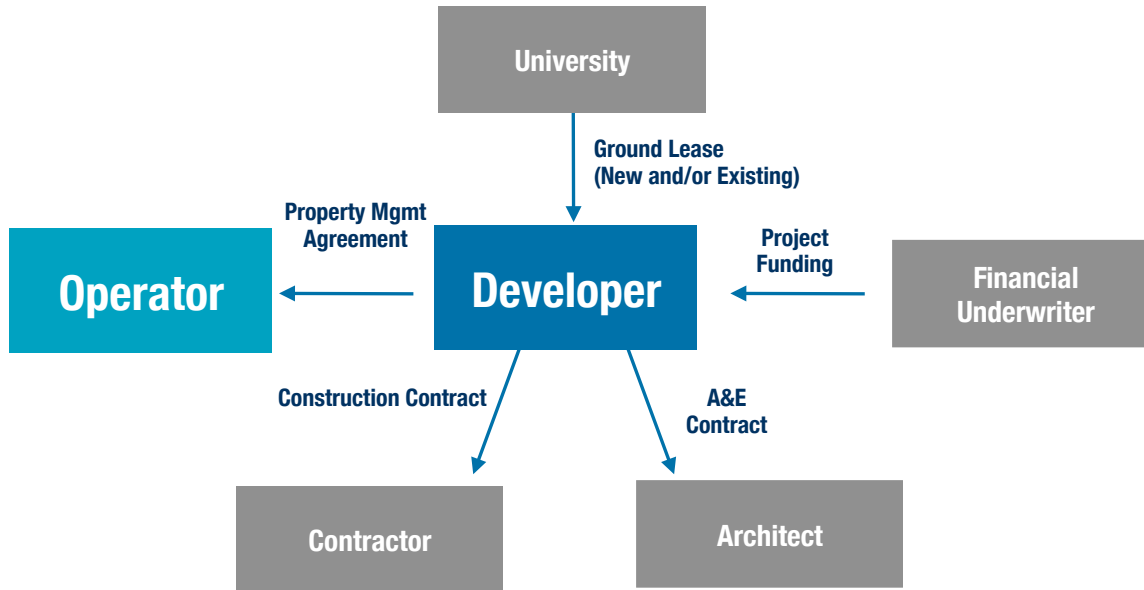 University
Ground Lease
(New and/or Existing)
Property Mgmt
Agreement
Operator
Developer
Project
Funding
Financial
Underwriter
Construction Contract
A&E
Contract
Contractor
Architect